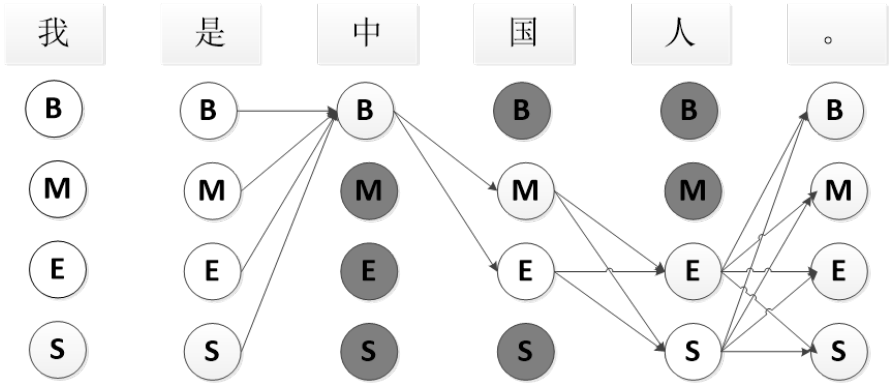 我 是 中 国 人 。
B B B B B B
M M M M M M
E E E E E E
S S S S S S